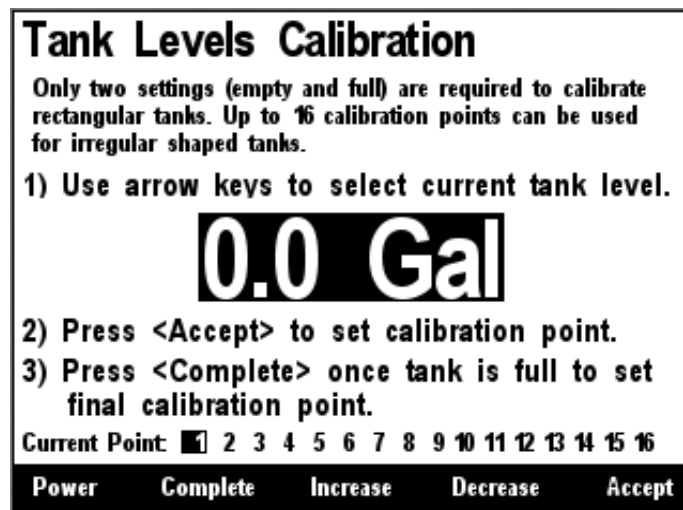 Tank Levels Calibration
Only two settings (empty and full) are required to calibrate
rectangular tanks. Up to 16 calibration points can be used
for irregular shaped tanks.
1) Use arrow keys to select current tank level.
0.0 Gal
2) Press <Accept> to set calibration point.
3) Press <Complete> once tank is full to set
final calibration point.
Current Point: 1 2 3 4 5 6 7 8 9 10 11 12 13 14 15 16
Power Complete Increase Decrease Accept